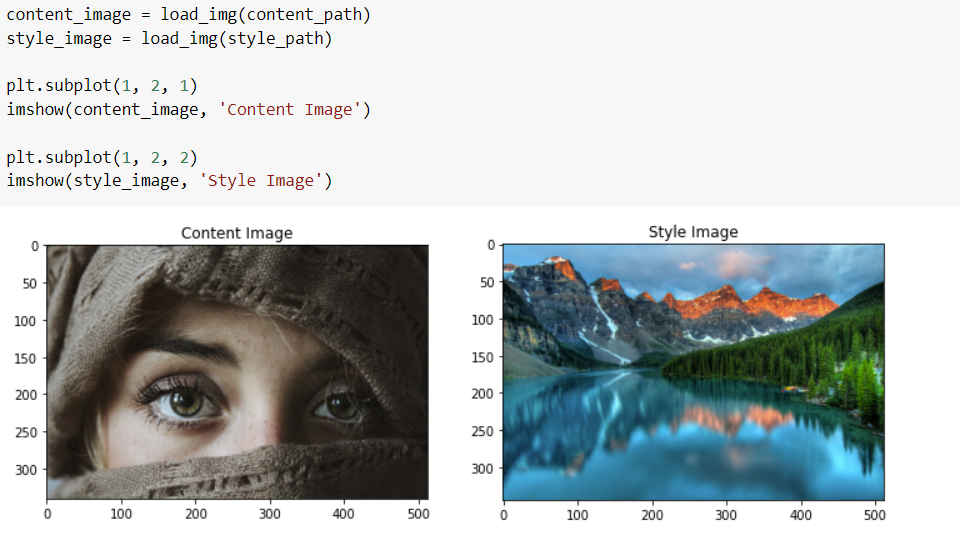 content_image = load_img(content_path)
style_image = load_img(style_path)
plt.subplot(1, 2, 1)
imshow(content_image, 'Content Image')
plt.subplot(1, 2, 2)
imshow(style_image, 'Style Image')
Content Image
0
50
100
150
200
250
300
0 100 200 300 400 500
Style Image
0
50
100
150
200
250
300
0 100 200 300 400 500